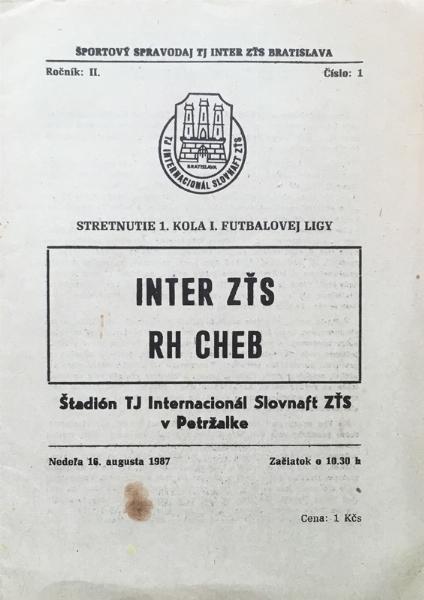 ŠPORTOVÝ SPRAVODAJ TJ INTER ZŤS BRATISLAVA
Ročník: II. Číslo: 1
TJ INTERNACIONÁL SLOVNAFT ZŤS
BRATISLAVA
STRETNUTIE 1. KOLA I. FUTBALOVEJ LIGY
INTER ZŤS
RH CHEB
Štadión TJ Internacionál Slovnaft ZŤS
v Petržalke
Nedeľa 16. augusta 1987 Začiatok o 10.30 h
Cena: 1 Kčs